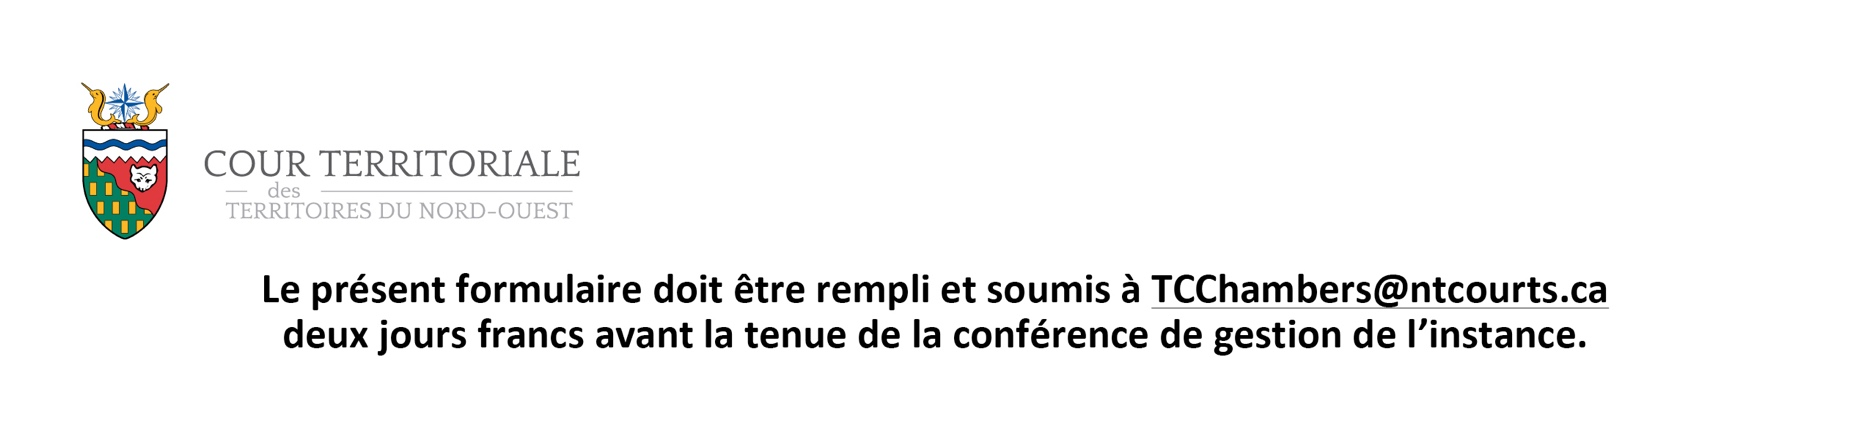 COUR TERRITORIALE
des
TERRITOIRES DU NORD-OUEST
Le présent formulaire doit être rempli et soumis à TCChambers@ntcourts.ca
deux jours francs avant la tenue de la conférence de gestion de l’instance.